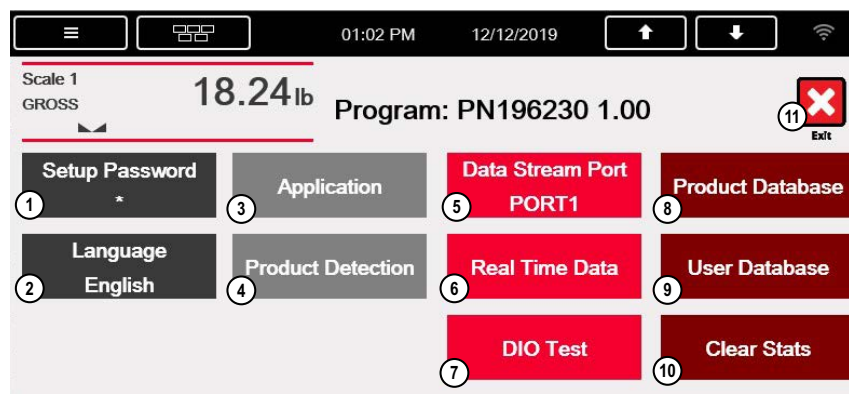 01:02 PM 12/12/2019
Scale 1
GROSS
18.24 lb
Program: PN196230 1.00
11
Exit
Setup Password
*
1
Application
3
Data Stream Port
PORT1
5
Product Database
8
Language
English
2
Product Detection
4
Real Time Data
6
User Database
9
DIO Test
7
Clear Stats
10